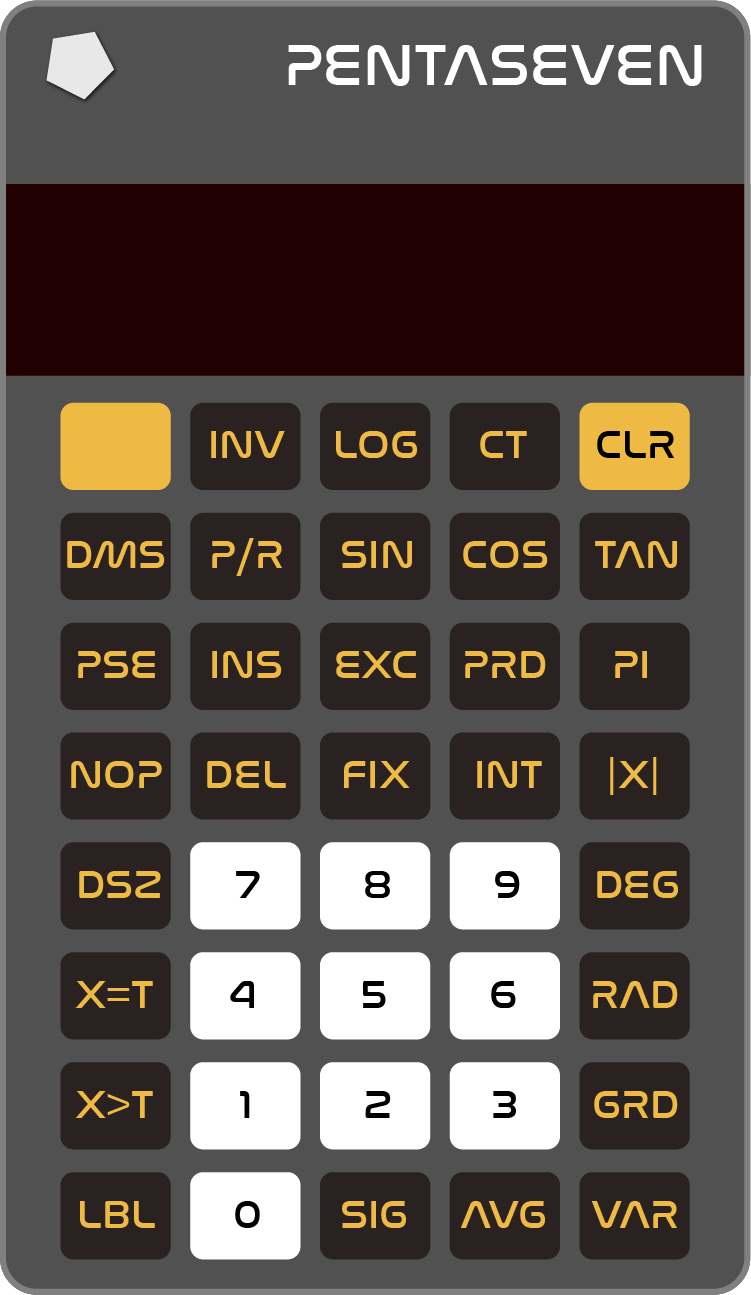 PENTASEVEN
INV LOG CT CLR
DMS P/R SIN COS TAN
PSE INS EXC PRD PI
NOP DEL FIX INT |X|
DSZ 7 8 9 DEG
X=T 4 5 6 RAD
X>T 1 2 3 GRD
LBL 0 SIG AVG VAR